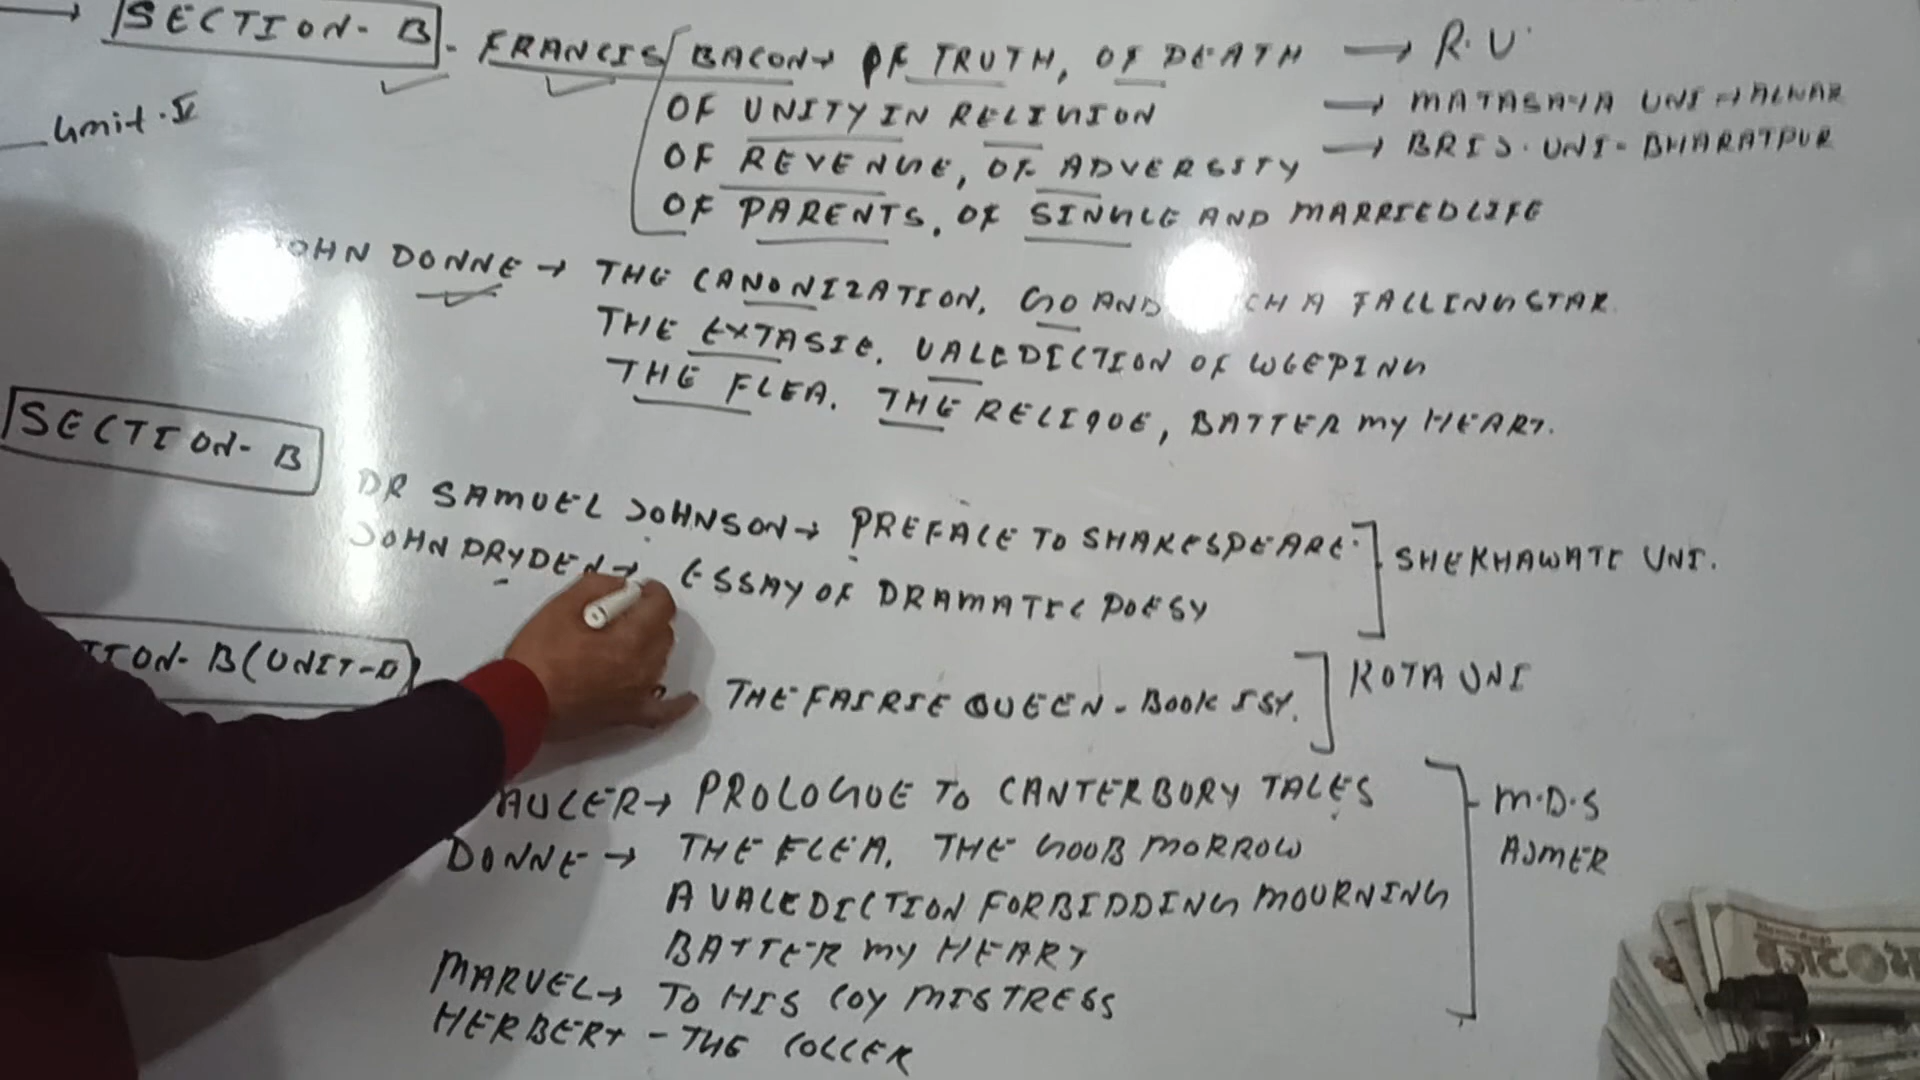 SECTION-B - FRANCIS BACON → OF TRUTH, OF DEATH → R.U.
Unit.V
OF UNITY IN RELIGION → MATASAYA UNI → ALWAR
OF REVENGE, OF ADVERSITY → BRIJ. UNI - BHARATPUR
OF PARENTS, OF SINGLE AND MARRIED LIFE
OHN DONNE → THE CANONIZATION, GO AND CH A FALLING STAR.
THE EXTASIE, VALEDICTION OF WEEPING
THE FLEA, THE RELIQUE, BATTER MY HEART.
SECTION-B
DR SAMUEL JOHNSON → PREFACE TO SHAKESPEARE.
JOHN DRYDEN → ESSAY OF DRAMATIC POESY
SHEKHAWATI UNI.
TION-B (UNIT-D)
THE FAIRIE QUEEN - BOOK IST.
KOTA UNI
AUCER → PROLOGUE TO CANTERBURY TALES
M.D.S
AJMER
DONNE → THE FLEA, THE GOOD MORROW
A VALEDICTION FORBIDDING MOURNING
BATTER MY HEART
MARVEL → TO HIS COY MISTRESS
HERBERT - THE COLLER